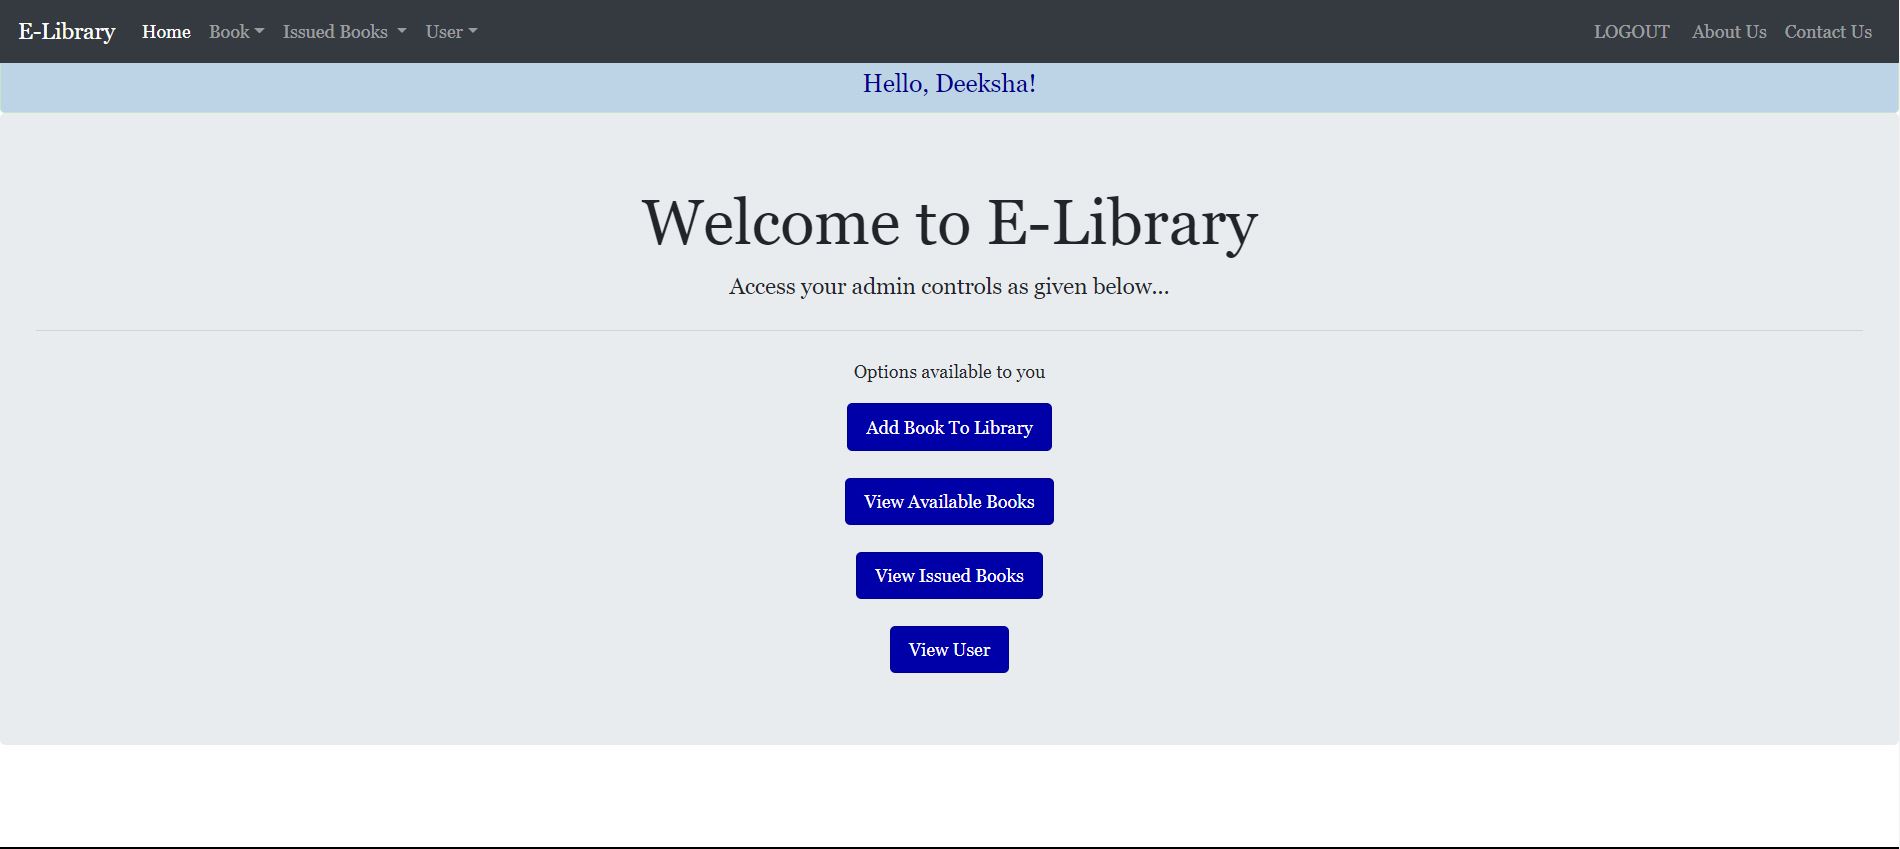 E-Library Home Book Issued Books User LOGOUT About Us Contact Us
Hello, Deeksha!
Welcome to E-Library
Access your admin controls as given below...
Options available to you
Add Book To Library
View Available Books
View Issued Books
View User